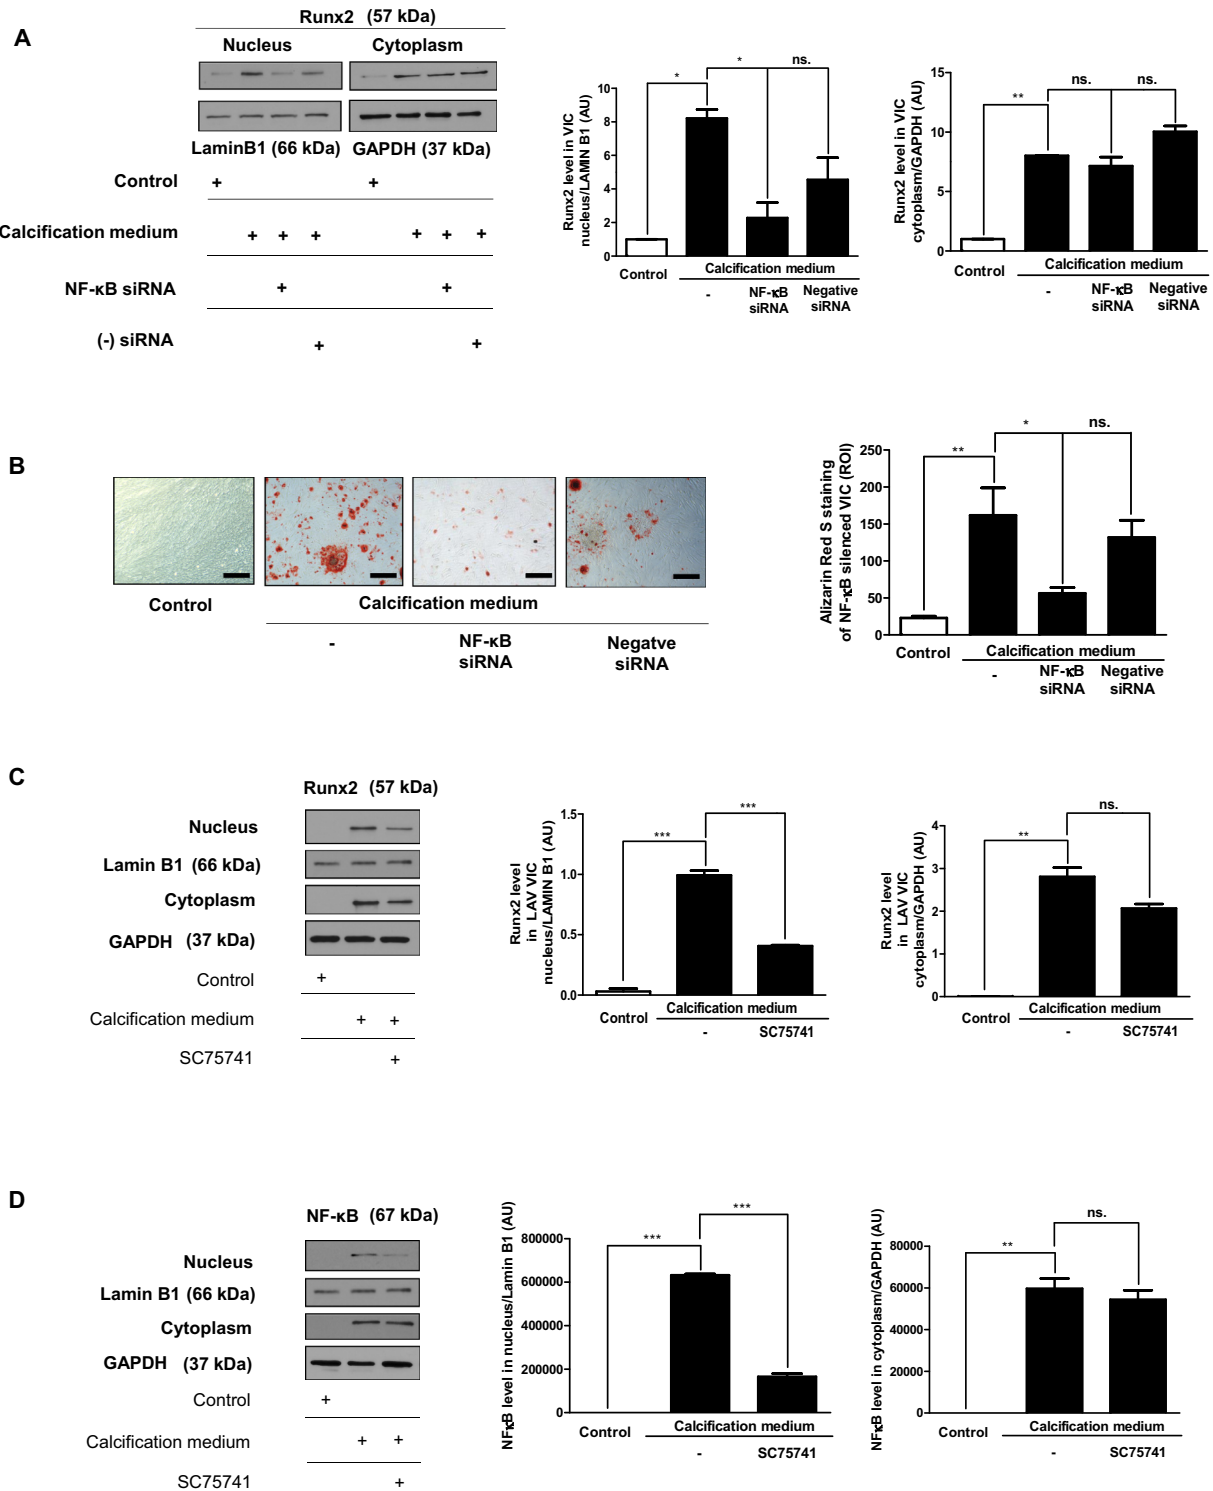 A
Runx2 (57 kDa)
Nucleus Cytoplasm
LaminB1 (66 kDa) GAPDH (37 kDa)
Control + +
Calcification medium + + + + + +
NF-κB siRNA + +
(-) siRNA + +
Runx2 level in VIC
nucleus/LAMIN B1 (AU)
10
8
6
4
2
0
* * ns.
Control
Calcification medium
- NF-κB siRNA Negative siRNA
Runx2 level in VIC
cytoplasm/GAPDH (AU)
15
10
5
0
** ns. ns.
Control
Calcification medium
- NF-κB siRNA Negative siRNA
B
Control
Calcification medium
- NF-κB siRNA Negatve siRNA
Alizarin Red S staining
of NF-κB silenced VIC (ROI)
250
200
150
100
50
0
** * ns.
Control
Calcification medium
- NF-κB siRNA Negative siRNA
C
Runx2 (57 kDa)
Nucleus
Lamin B1 (66 kDa)
Cytoplasm
GAPDH (37 kDa)
Control +
Calcification medium + +
SC75741 +
Runx2 level
in LAV VIC
nucleus/LAMIN B1 (AU)
1.5
1.0
0.5
0.0
*** ***
Control
Calcification medium
- SC75741
Runx2 level
in LAV VIC
cytoplasm/GAPDH (AU)
4
3
2
1
0
** ns.
Control
Calcification medium
- SC75741
D
NF-κB (67 kDa)
Nucleus
Lamin B1 (66 kDa)
Cytoplasm
GAPDH (37 kDa)
Control +
Calcification medium + +
SC75741 +
NFκB level in nucleus/Lamin B1 (AU)
800000
600000
400000
200000
0
*** ***
Control
Calcification medium
- SC75741
NFκB level in cytoplasm/GAPDH (AU)
80000
60000
40000
20000
0
** ns.
Control
Calcification medium
- SC75741